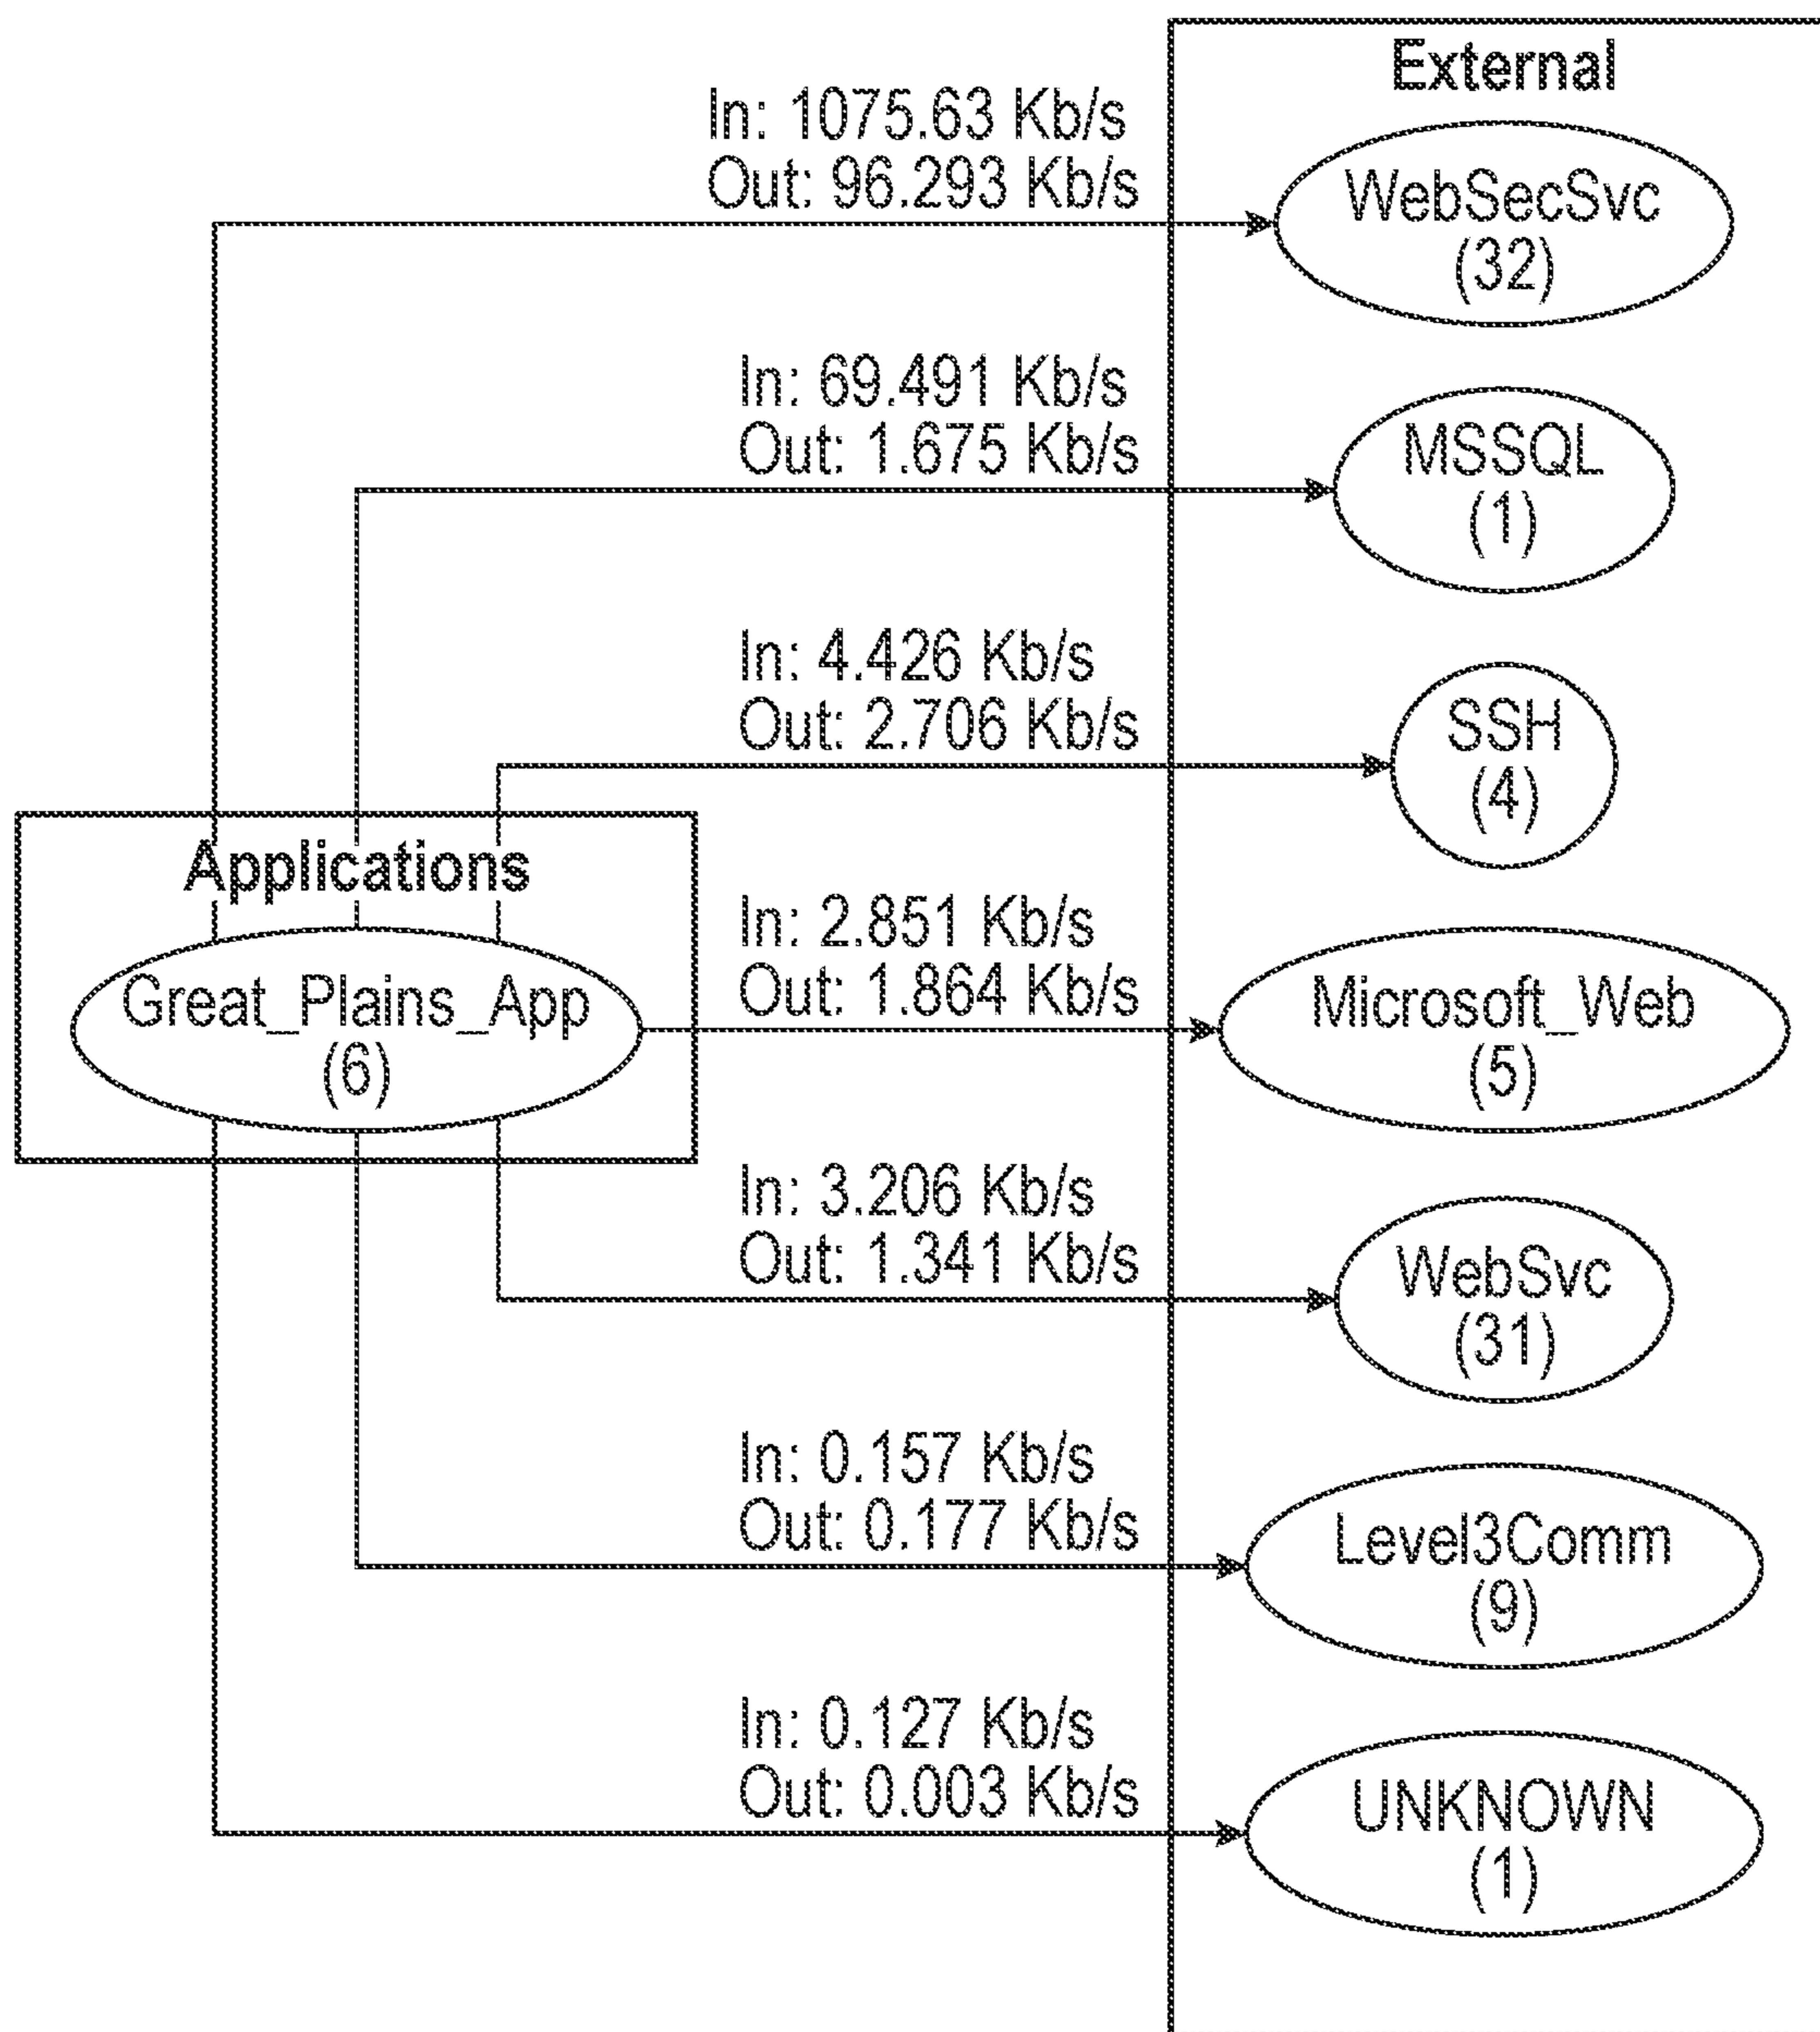 External
In: 1075.63 Kb/s
Out: 96.293 Kb/s
WebSecSvc
(32)
In: 69.491 Kb/s
Out: 1.675 Kb/s
MSSQL
(1)
In: 4.426 Kb/s
Out: 2.706 Kb/s
SSH
(4)
Applications
Great_Plains_App
(6)
In: 2.851 Kb/s
Out: 1.864 Kb/s
Microsoft_Web
(5)
In: 3.206 Kb/s
Out: 1.341 Kb/s
WebSvc
(31)
In: 0.157 Kb/s
Out: 0.177 Kb/s
Level3Comm
(9)
In: 0.127 Kb/s
Out: 0.003 Kb/s
UNKNOWN
(1)